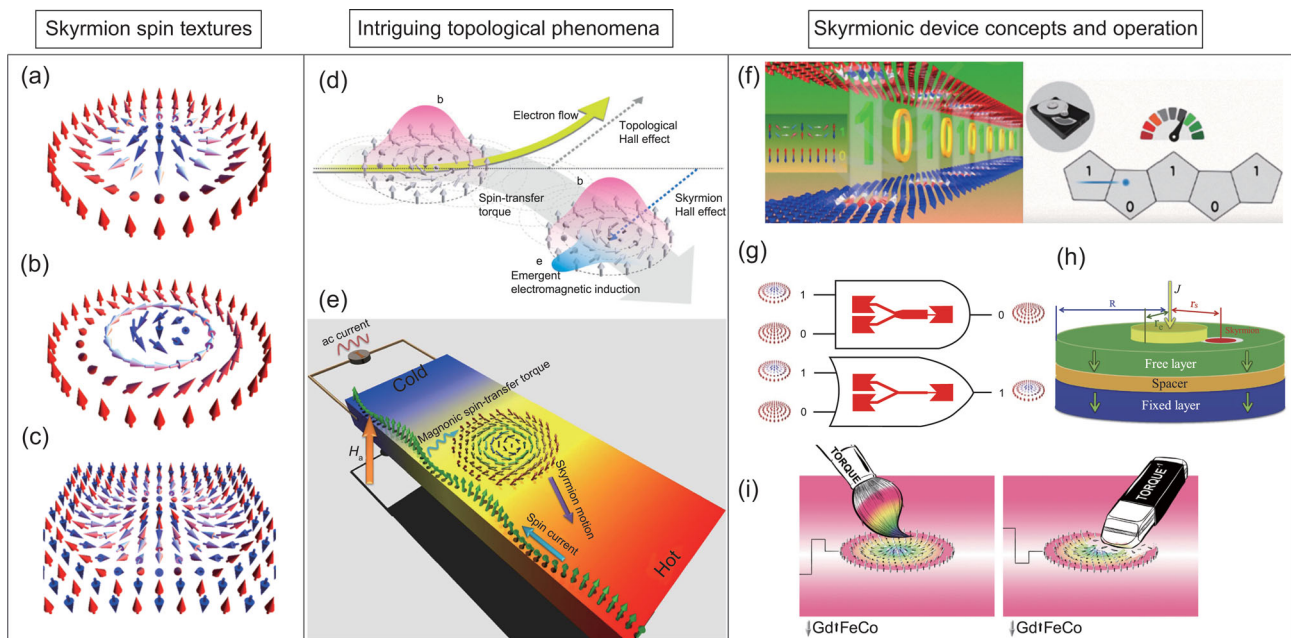 Skyrmion spin textures
Intriguing topological phenomena
Skyrmionic device concepts and operation
(a)
(b)
(c)
(d)
b
Electron flow
Topological
Hall effect
b
Spin-transfer
torque
Skyrmion
Hall effect
e
Emergent
electromagnetic induction
(e)
ac current
Cold
Magnonic spin-transfer torque
Hₐ
Skyrmion
motion
Spin current
Hot
(f)
1 0 1 0 1 0
1
1
1
0
0
(g)
1
0
0
1
0
1
(h)
J
R
r꜀
rₛ
Skyrmion
Free layer
Spacer
Fixed layer
(i)
TORQUE
TORQUE⁻¹
Gd FeCo
Gd FeCo